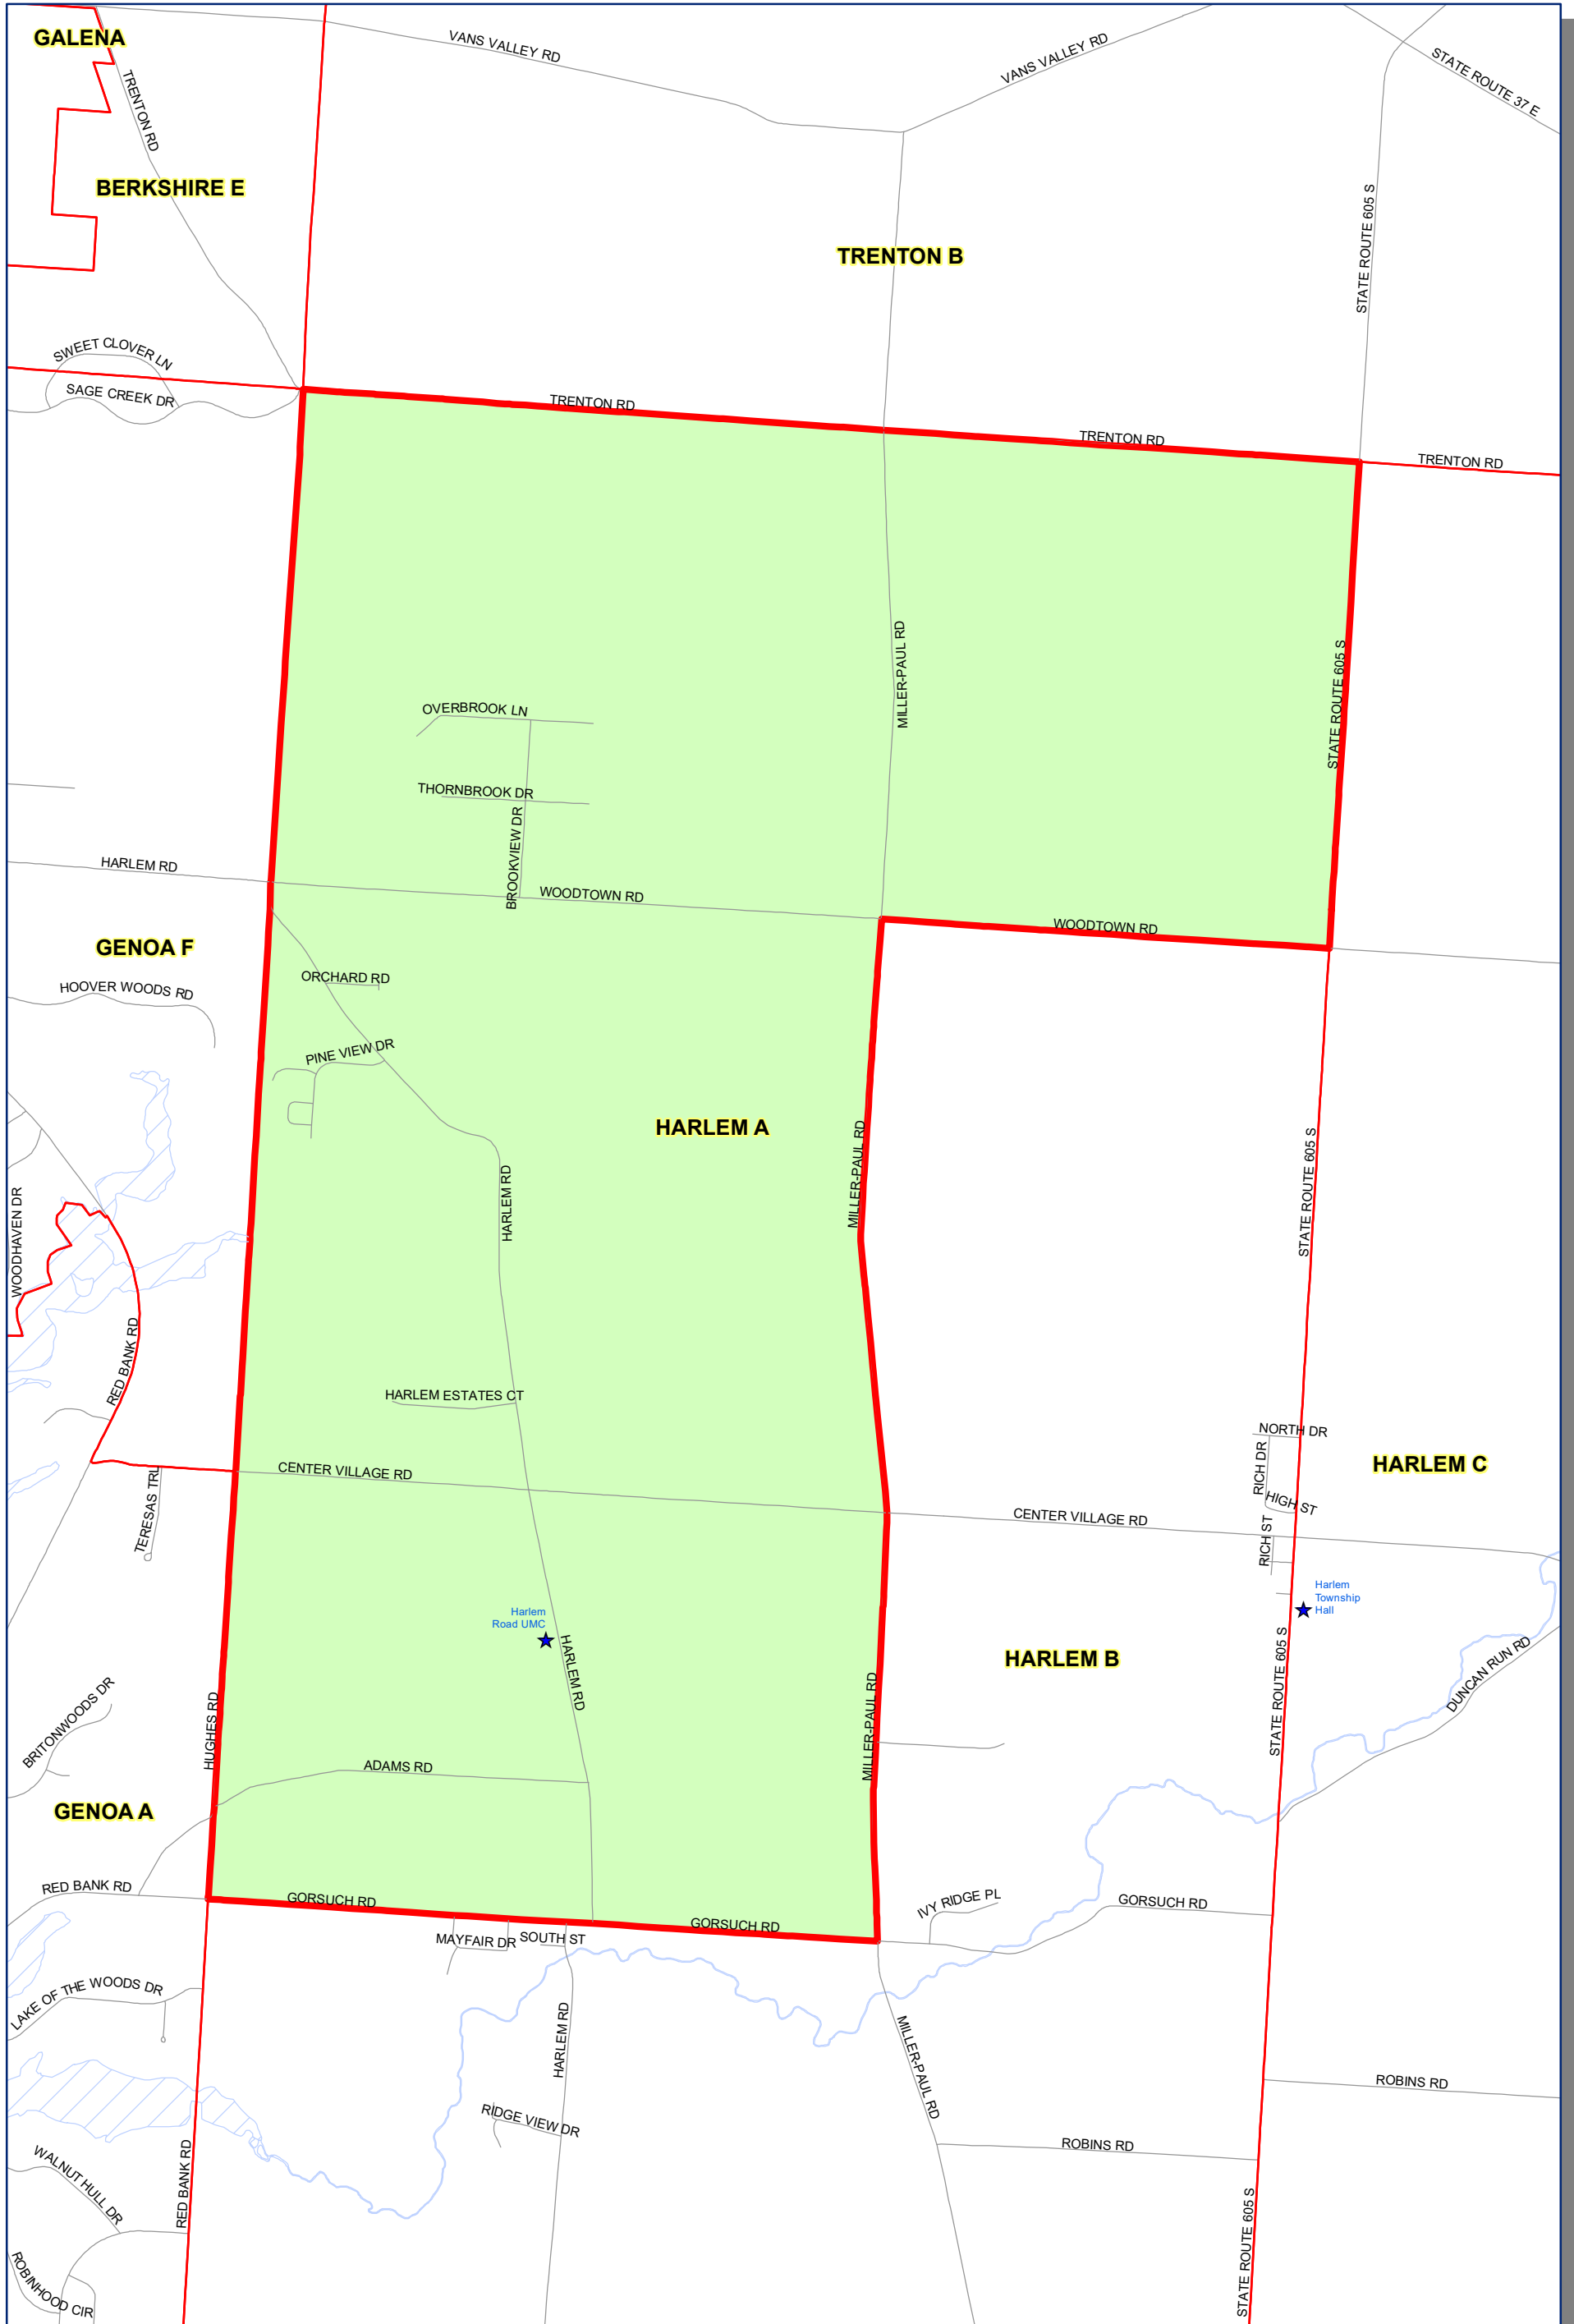 GALENA
VANS VALLEY RD
VANS VALLEY RD
STATE ROUTE 37 E
TRENTON RD
BERKSHIRE E
TRENTON B
STATE ROUTE 605 S
SWEET CLOVER LN
SAGE CREEK DR
TRENTON RD
TRENTON RD
TRENTON RD
MILLER-PAUL RD
STATE ROUTE 605 S
OVERBROOK LN
THORNBROOK DR
BROOKVIEW DR
HARLEM RD
WOODTOWN RD
WOODTOWN RD
GENOA F
HOOVER WOODS RD
ORCHARD RD
PINE VIEW DR
HARLEM A
MILLER-PAUL RD
STATE ROUTE 605 S
HARLEM RD
WOODHAVEN DR
RED BANK RD
HARLEM ESTATES CT
NORTH DR
RICH DR
HARLEM C
HIGH ST
CENTER VILLAGE RD
CENTER VILLAGE RD
TERESAS TRL
RICH ST
Harlem
Township
Hall
Harlem
Road UMC
HARLEM RD
HARLEM B
STATE ROUTE 605 S
DUNCAN RUN RD
BRITONWOODS DR
HUGHES RD
MILLER-PAUL RD
ADAMS RD
GENOA A
RED BANK RD
GORSUCH RD
GORSUCH RD
IVY RIDGE PL
GORSUCH RD
MAYFAIR DR
SOUTH ST
LAKE OF THE WOODS DR
HARLEM RD
MILLER-PAUL RD
ROBINS RD
RIDGE VIEW DR
ROBINS RD
WALNUT HULL DR
RED BANK RD
STATE ROUTE 605 S
ROBINHOOD CIR